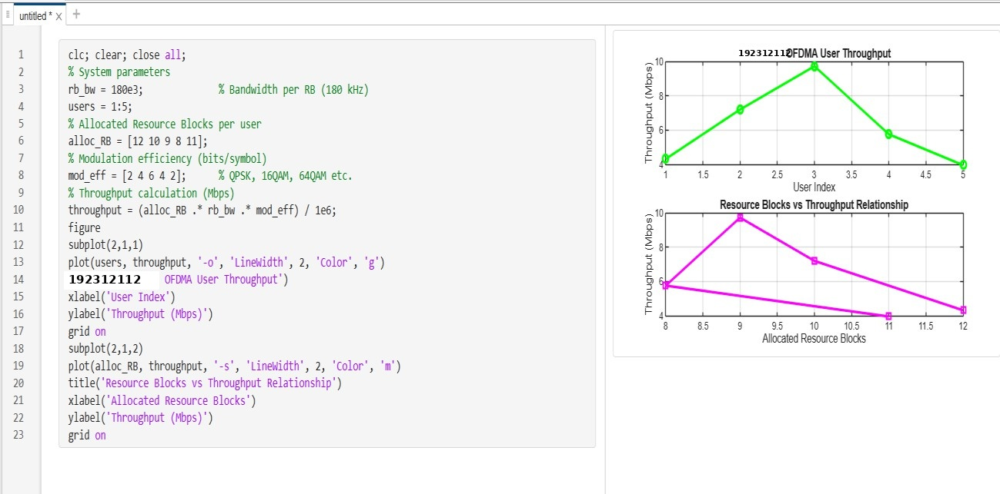 untitled * x +
1 clc; clear; close all;
2 % System parameters
3 rb_bw = 180e3; % Bandwidth per RB (180 kHz)
4 users = 1:5;
5 % Allocated Resource Blocks per user
6 alloc_RB = [12 10 9 8 11];
7 % Modulation efficiency (bits/symbol)
8 mod_eff = [2 4 6 4 2]; % QPSK, 16QAM, 64QAM etc.
9 % Throughput calculation (Mbps)
10 throughput = (alloc_RB .* rb_bw .* mod_eff) / 1e6;
11 figure
12 subplot(2,1,1)
13 plot(users, throughput, '-o', 'LineWidth', 2, 'Color', 'g')
14 192312112 OFDMA User Throughput')
15 xlabel('User Index')
16 ylabel('Throughput (Mbps)')
17 grid on
18 subplot(2,1,2)
19 plot(alloc_RB, throughput, '-s', 'LineWidth', 2, 'Color', 'm')
20 title('Resource Blocks vs Throughput Relationship')
21 xlabel('Allocated Resource Blocks')
22 ylabel('Throughput (Mbps)')
23 grid on
192312112 OFDMA User Throughput
Throughput (Mbps)
10
8
6
4
1 1.5 2 2.5 3 3.5 4 4.5 5
User Index
Resource Blocks vs Throughput Relationship
Throughput (Mbps)
10
8
6
4
8 8.5 9 9.5 10 10.5 11 11.5 12
Allocated Resource Blocks